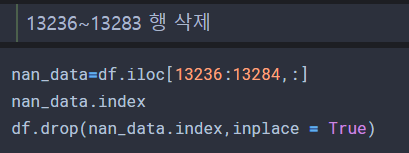 13236~13283 행 삭제
nan_data=df.iloc[13236:13284,:]
nan_data.index
df.drop(nan_data.index,inplace = True)